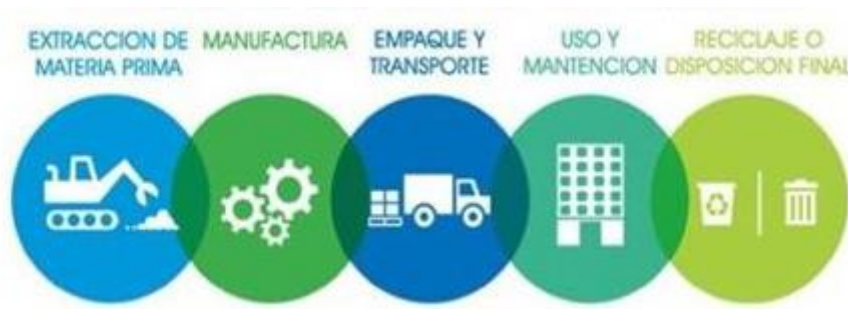 EXTRACCION DE
MATERIA PRIMA
MANUFACTURA
EMPAQUE Y
TRANSPORTE
USO Y
MANTENCION
RECICLAJE O
DISPOSICION FINAL